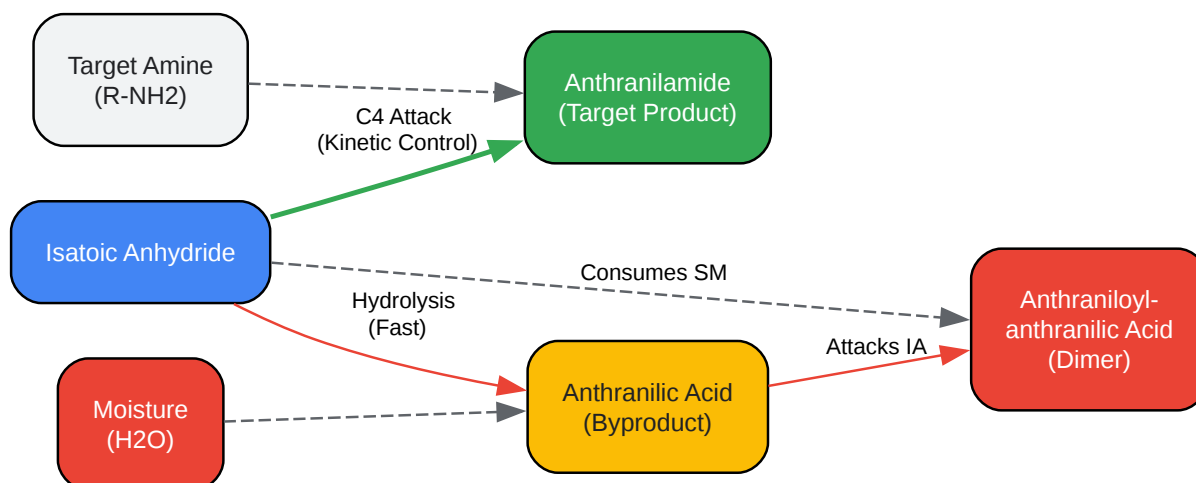 Target Amine
(R-NH2)
Anthranilamide
(Target Product)
C4 Attack
(Kinetic Control)
Isatoic Anhydride
Consumes SM
Hydrolysis
(Fast)
Anthraniloyl-
anthranilic Acid
(Dimer)
Attacks IA
Anthranilic Acid
(Byproduct)
Moisture
(H2O)